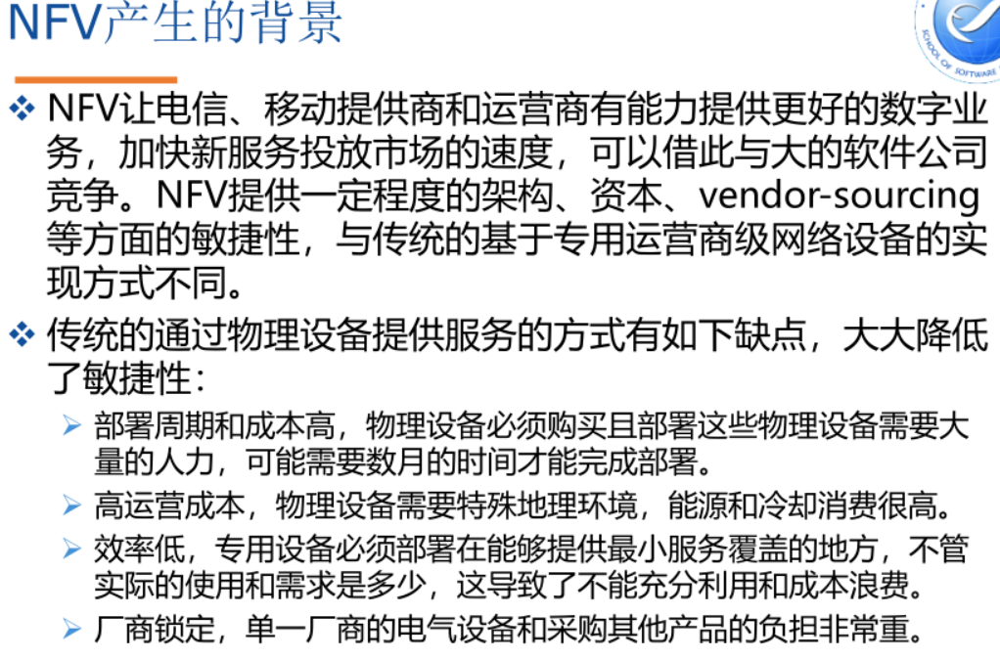 NFV产生的背景
SCHOOL OF SOFTWARE
NFV让电信、移动提供商和运营商有能力提供更好的数字业
务，加快新服务投放市场的速度，可以借此与大的软件公司
竞争。NFV提供一定程度的架构、资本、vendor-sourcing
等方面的敏捷性，与传统的基于专用运营商级网络设备的实
现方式不同。
传统的通过物理设备提供服务的方式有如下缺点，大大降低
了敏捷性：
部署周期和成本高，物理设备必须购买且部署这些物理设备需要大
量的人力，可能需要数月的时间才能完成部署。
高运营成本，物理设备需要特殊地理环境，能源和冷却消费很高。
效率低，专用设备必须部署在能够提供最小服务覆盖的地方，不管
实际的使用和需求是多少，这导致了不能充分利用和成本浪费。
厂商锁定，单一厂商的电气设备和采购其他产品的负担非常重。